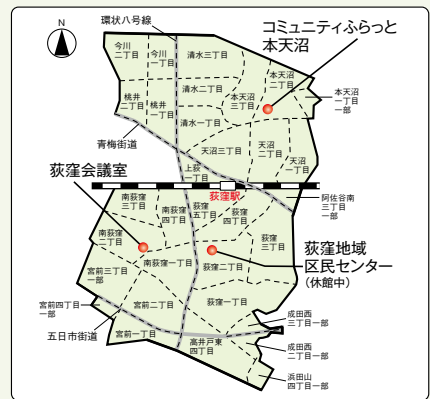 N
環状八号線
コミュニティふらっと
本天沼
今川
二丁目
今川
一丁目
清水三丁目
桃井
二丁目
桃井
一丁目
清水二丁目
清水一丁目
本天沼
三丁目
本天沼
二丁目
本天沼
一丁目
一部
青梅街道
天沼三丁目
天沼
二丁目
天沼
一丁目
上荻
一丁目
荻窪会議室
荻窪駅
阿佐谷南
三丁目
一部
南荻窪
三丁目
南荻窪
四丁目
荻窪
五丁目
荻窪
四丁目
荻窪
三丁目
南荻窪
二丁目
南荻窪一丁目
荻窪二丁目
荻窪地域
区民センター
(休館中)
宮前三丁目
一部
宮前四丁目
一部
宮前二丁目
荻窪一丁目
五日市街道
宮前一丁目
高井戸東
四丁目
成田西
三丁目一部
成田西
二丁目一部
浜田山
四丁目一部